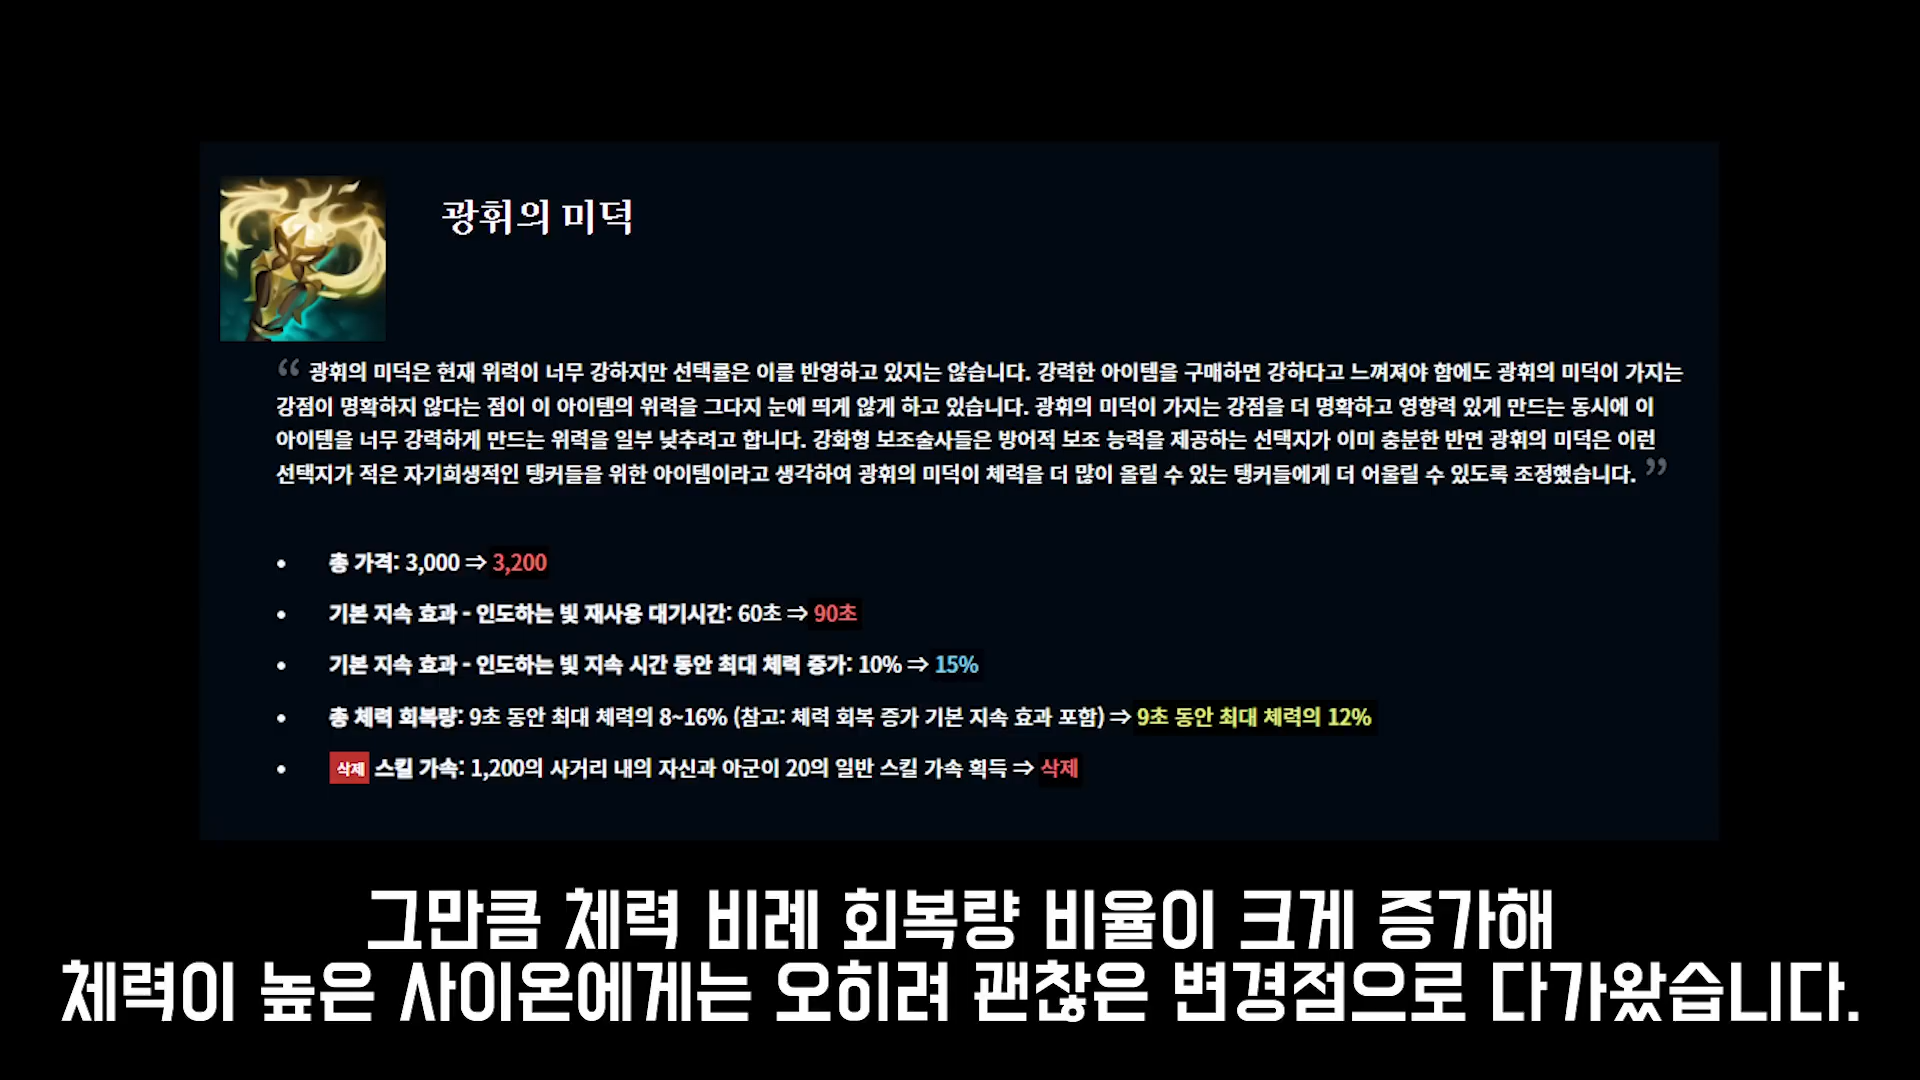 광휘의 미덕
“ 광휘의 미덕은 현재 위력이 너무 강하지만 선택률은 이를 반영하고 있지는 않습니다. 강력한 아이템을 구매하면 강하다고 느껴져야 함에도 광휘의 미덕이 가지는
강점이 명확하지 않다는 점이 이 아이템의 위력을 그다지 눈에 띄게 않게 하고 있습니다. 광휘의 미덕이 가지는 강점을 더 명확하고 영향력 있게 만드는 동시에 이
아이템을 너무 강력하게 만드는 위력을 일부 낮추려고 합니다. 강화형 보조술사들은 방어적 보조 능력을 제공하는 선택지가 이미 충분한 반면 광휘의 미덕은 이런
선택지가 적은 자기희생적인 탱커들을 위한 아이템이라고 생각하여 광휘의 미덕이 체력을 더 많이 올릴 수 있는 탱커들에게 더 어울릴 수 있도록 조정했습니다. ”
• 총 가격: 3,000 ⇒ 3,200
• 기본 지속 효과 - 인도하는 빛 재사용 대기시간: 60초 ⇒ 90초
• 기본 지속 효과 - 인도하는 빛 지속 시간 동안 최대 체력 증가: 10% ⇒ 15%
• 총 체력 회복량: 9초 동안 최대 체력의 8~16% (참고: 체력 회복 증가 기본 지속 효과 포함) ⇒ 9초 동안 최대 체력의 12%
• 삭제 스킬 가속: 1,200의 사거리 내의 자신과 아군이 20의 일반 스킬 가속 획득 ⇒ 삭제
그만큼 체력 비례 회복량 비율이 크게 증가해
체력이 높은 사이온에게는 오히려 괜찮은 변경점으로 다가왔습니다.